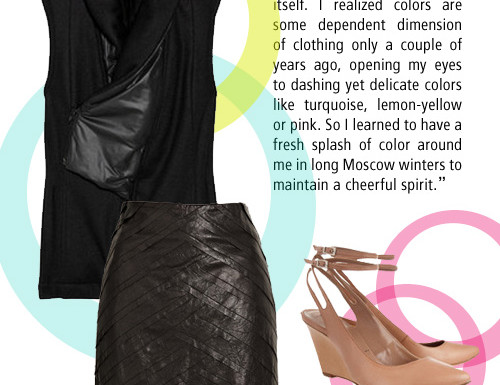 itself. I realized colors are
some dependent dimension
of clothing only a couple of
years ago, opening my eyes
to dashing yet delicate colors
like turquoise, lemon-yellow
or pink. So I learned to have a
fresh splash of color around
me in long Moscow winters to
maintain a cheerful spirit.”